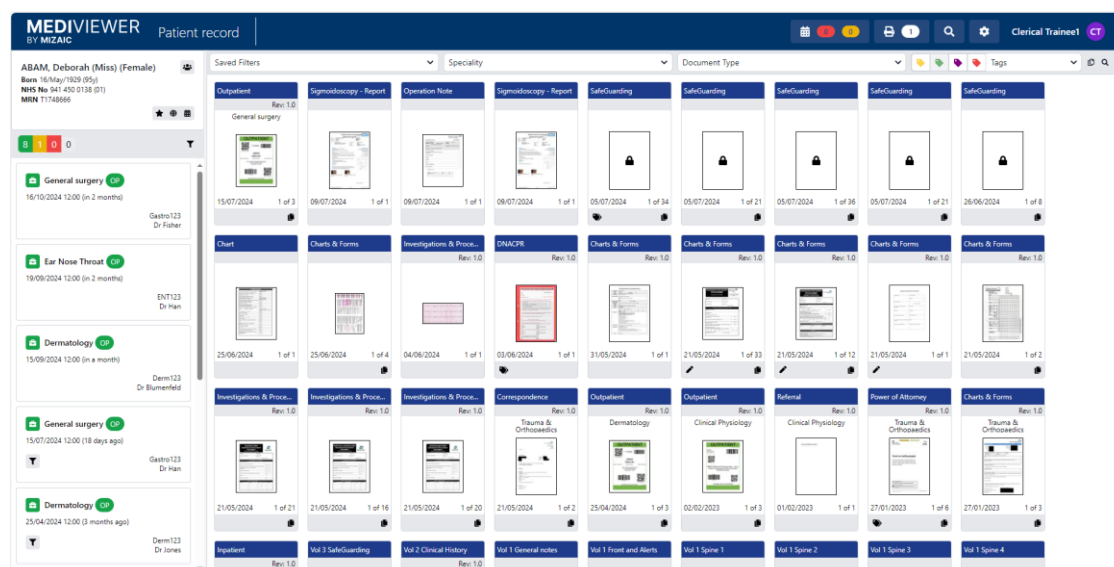 MEDIVIEWER
BY MIZAIC
Patient record
0 0
1
Clerical Trainee1 CT
ABAM, Deborah (Miss) (Female)
Born 16/May/1929 (95y)
NHS No 941 450 0138 (01)
MRN T1748666
8 1 0 0
General surgery OP
16/10/2024 12:00 (in 2 months)
Gastro123
Dr Fisher
Ear Nose Throat OP
19/09/2024 12:00 (in 2 months)
ENT123
Dr Han
Dermatology OP
15/09/2024 12:00 (in a month)
Derm123
Dr Blumenfeld
General surgery OP
15/07/2024 12:00 (18 days ago)
Gastro123
Dr Han
Dermatology OP
25/04/2024 12:00 (3 months ago)
Derm123
Dr Jones
Saved Filters Speciality Document Type Tags
Outpatient Sigmoidoscopy - Report Operation Note Sigmoidoscopy - Report SafeGuarding SafeGuarding SafeGuarding SafeGuarding SafeGuarding
Rev: 1.0
General surgery
OUTPATIENT
15/07/2024 1 of 3 09/07/2024 1 of 1 09/07/2024 1 of 1 09/07/2024 1 of 1 05/07/2024 1 of 34 05/07/2024 1 of 21 05/07/2024 1 of 36 05/07/2024 1 of 21 26/06/2024 1 of 8
Chart Charts & Forms Investigations & Proce... DNACPR Charts & Forms Charts & Forms Charts & Forms Charts & Forms Charts & Forms
Rev: 1.0 Rev: 1.0 Rev: 1.0 Rev: 1.0 Rev: 1.0 Rev: 1.0 Rev: 1.0
25/06/2024 1 of 1 25/06/2024 1 of 4 04/06/2024 1 of 1 03/06/2024 1 of 1 31/05/2024 1 of 1 21/05/2024 1 of 33 21/05/2024 1 of 12 21/05/2024 1 of 1 21/05/2024 1 of 2
Investigations & Proce... Investigations & Proce... Investigations & Proce... Correspondence Outpatient Outpatient Referral Power of Attorney Charts & Forms
Rev: 1.0 Rev: 1.0 Rev: 1.0 Rev: 1.0 Rev: 1.0 Rev: 1.0 Rev: 1.0 Rev: 1.0 Rev: 1.0
Trauma & Orthopaedics Dermatology Clinical Physiology Clinical Physiology Trauma & Orthopaedics Trauma & Orthopaedics
OUTPATIENT OUTPATIENT
21/05/2024 1 of 21 21/05/2024 1 of 16 21/05/2024 1 of 20 21/05/2024 1 of 2 25/04/2024 1 of 3 02/02/2023 1 of 3 01/02/2023 1 of 1 27/01/2023 1 of 6 27/01/2023 1 of 3
Inpatient Vol 3 SafeGuarding Vol 2 Clinical History Vol 1 General notes Vol 1 Front and Alerts Vol 1 Spine 1 Vol 1 Spine 2 Vol 1 Spine 3 Vol 1 Spine 4
Rev: 1.0 Rev: 1.0